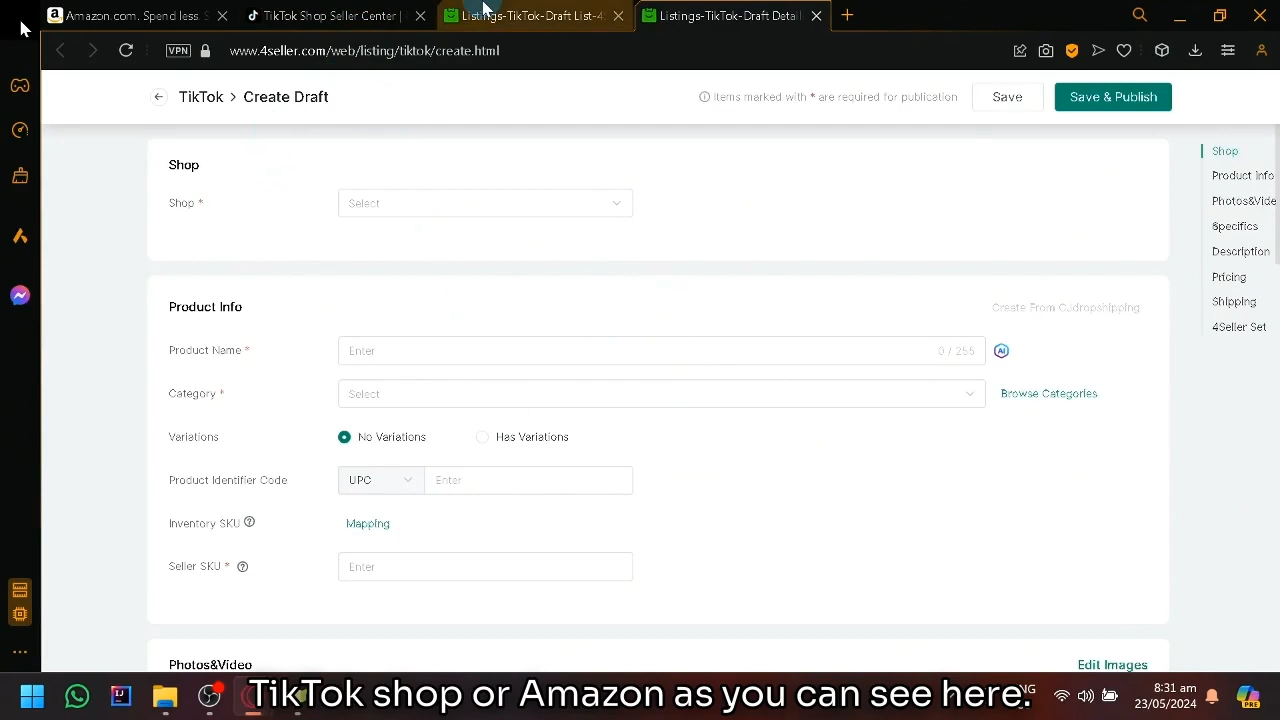 Amazon.com. Spend less.
TikTok Shop Seller Center |
Listings-TikTok-Draft List-4
Listings-TikTok-Draft Detail
VPN
www.4seller.com/web/listing/tiktok/create.html
TikTok > Create Draft
Items marked with * are required for publication
Save
Save & Publish
Shop
Shop *
Select
Shop
Product Info
Photos&Vide
Specifics
Description
Pricing
Shipping
4Seller Set
Product Info
Create From Cudropshipping
Product Name *
Enter
0 / 255
AI
Category *
Select
Browse Categories
Variations
No Variations
Has Variations
Product Identifier Code
UPC
Enter
Inventory SKU
Mapping
Seller SKU *
Enter
Photos&Video
Edit Images
TikTok shop or Amazon as you can see here.
NG
8:31 am
23/05/2024
PRE